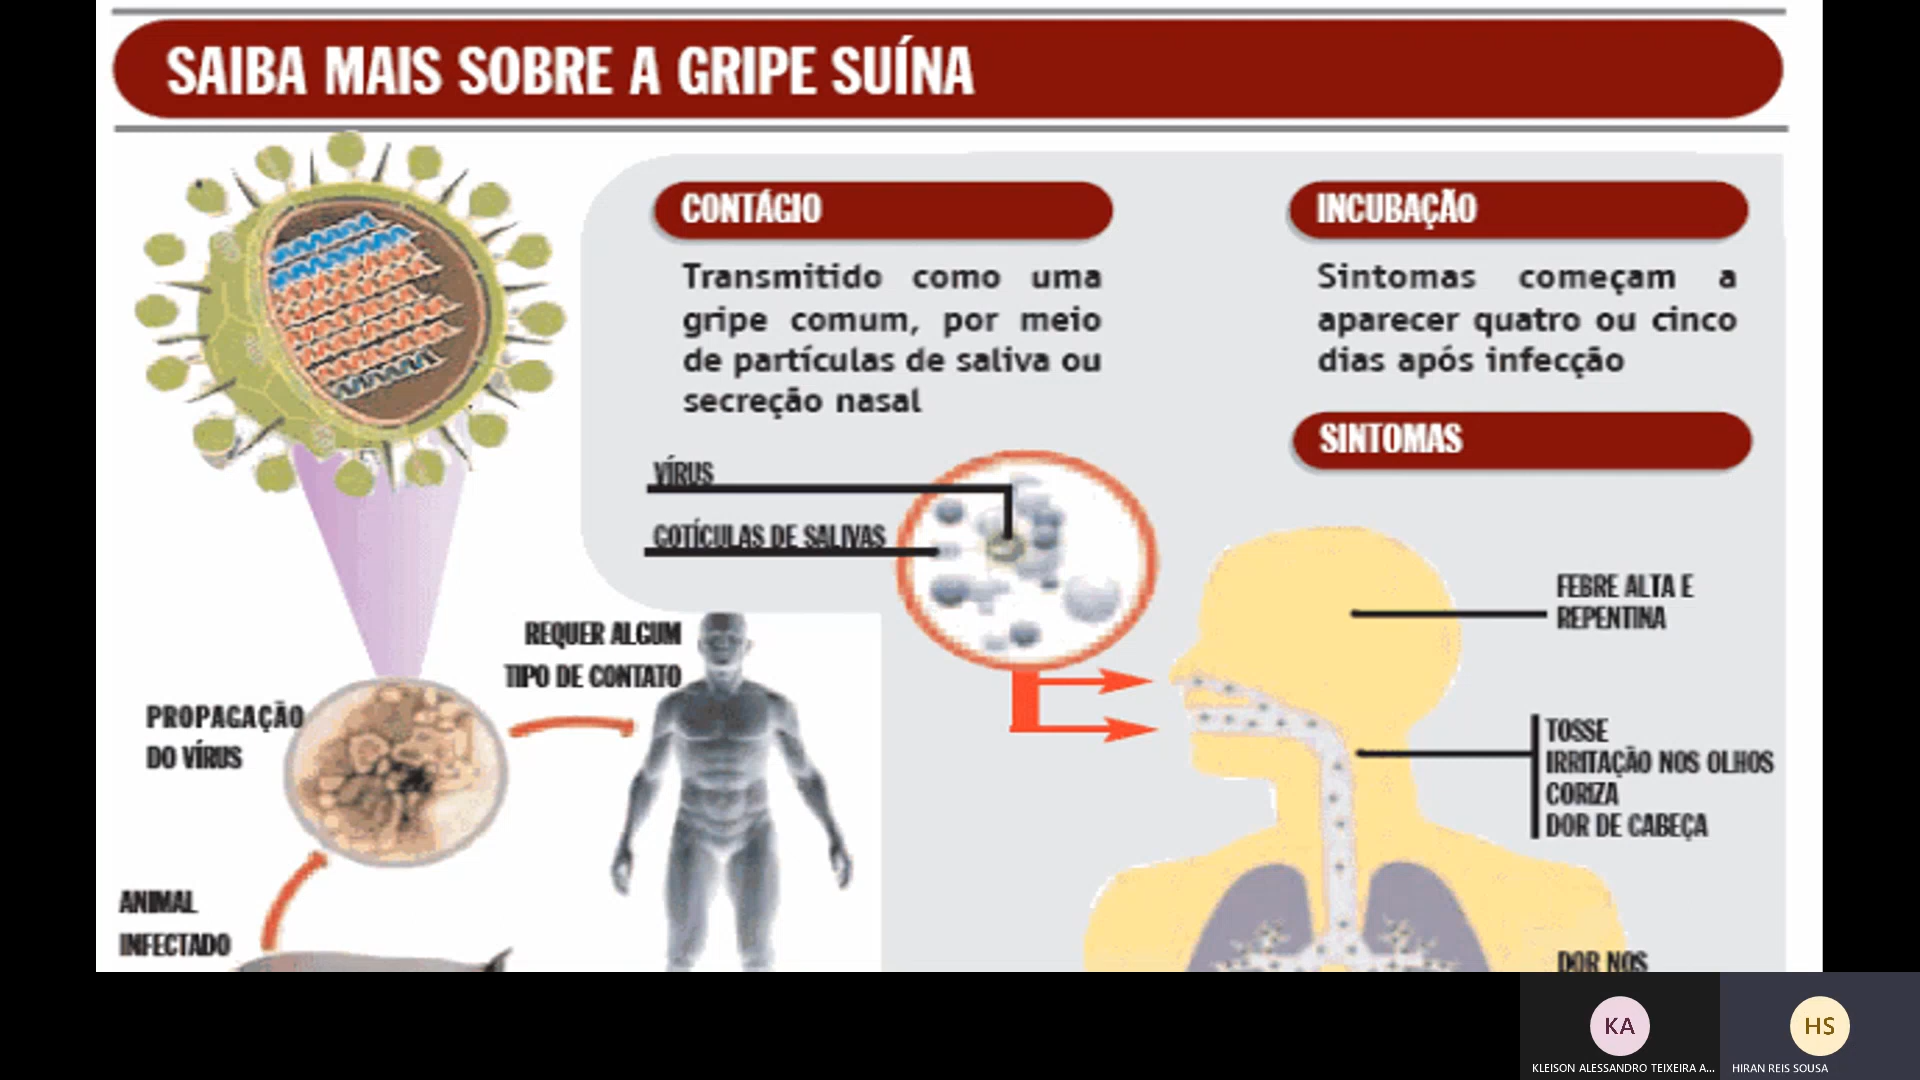 SAIBA MAIS SOBRE A GRIPE SUÍNA
CONTÁGIO
Transmitido como uma
gripe comum, por meio
de partículas de saliva ou
secreção nasal
VÍRUS
GOTÍCULAS DE SALIVAS
INCUBAÇÃO
Sintomas começam a
aparecer quatro ou cinco
dias após infecção
SINTOMAS
FEBRE ALTA E
REPENTINA
TOSSE
IRRITAÇÃO NOS OLHOS
CORIZA
DOR DE CABEÇA
DOR NOS
REQUER ALGUM
TIPO DE CONTATO
PROPAGAÇÃO
DO VÍRUS
ANIMAL
INFECTADO
KA
KLEISON ALESSANDRO TEIXEIRA A...
HS
HIRAN REIS SOUSA